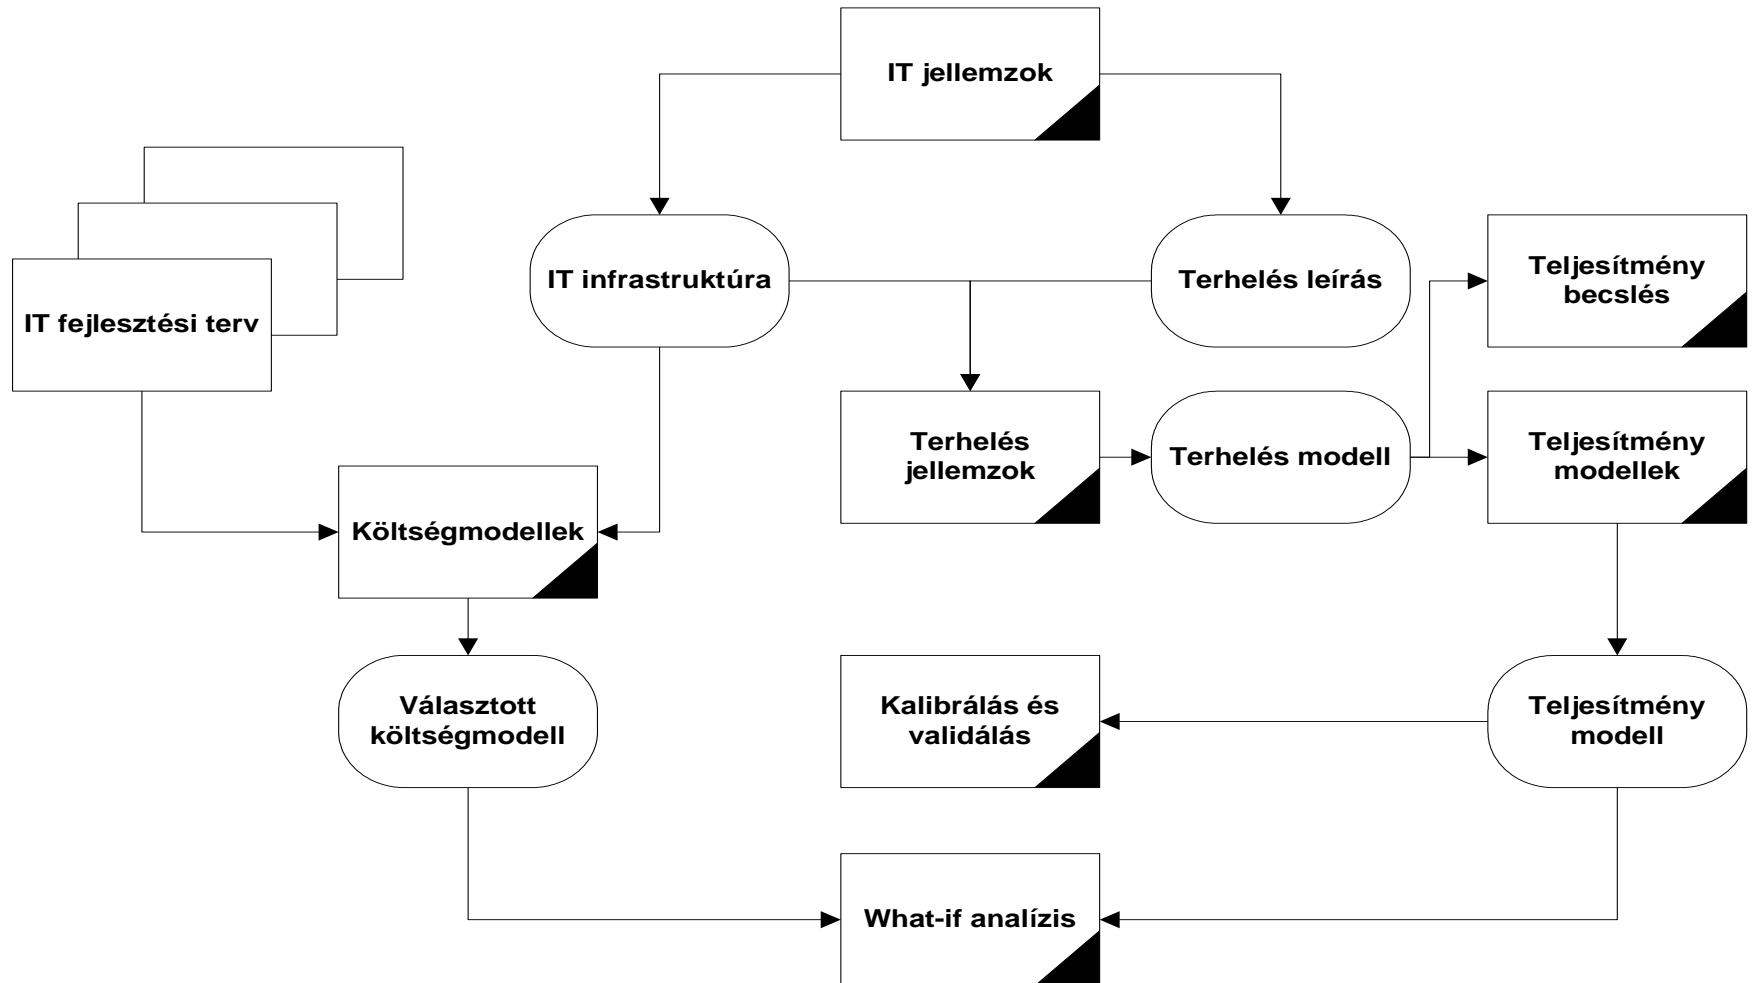 IT jellemzok
IT infrastruktúra
Terhelés leírás
Teljesítmény
becslés
IT fejlesztési terv
Terhelés
jellemzok
Terhelés modell
Teljesítmény
modellek
Költségmodellek
Választott
költségmodell
Kalibrálás és
validálás
Teljesítmény
modell
What-if analízis